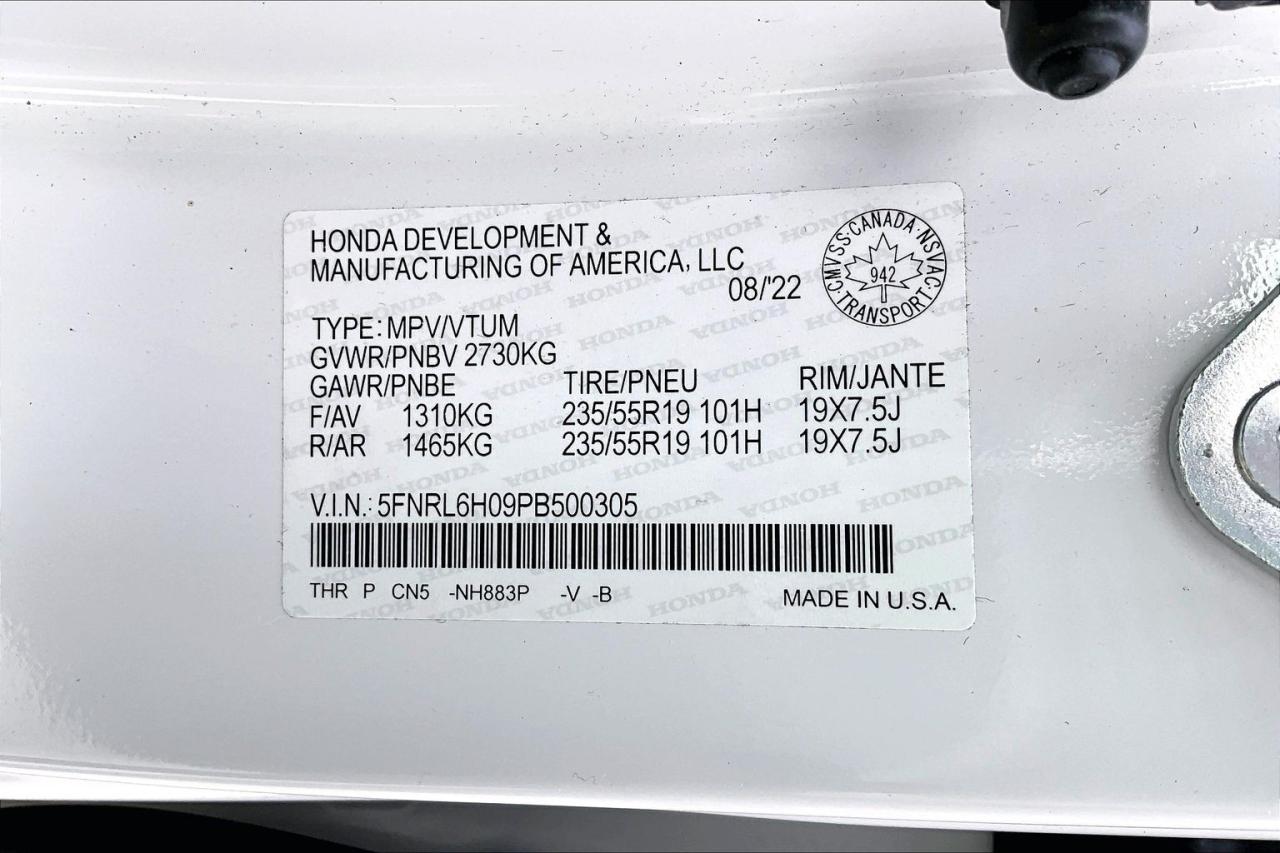 HONDA DEVELOPMENT &
MANUFACTURING OF AMERICA, LLC
08/'22
CMVSS · CANADA · NSVAC · TRANSPORT ·
942
TYPE: MPV/VTUM
GVWR/PNBV 2730KG
GAWR/PNBE TIRE/PNEU RIM/JANTE
F/AV 1310KG 235/55R19 101H 19X7.5J
R/AR 1465KG 235/55R19 101H 19X7.5J
V.I.N.: 5FNRL6H09PB500305
THR P CN5 -NH883P -V -B MADE IN U.S.A.
HONDA